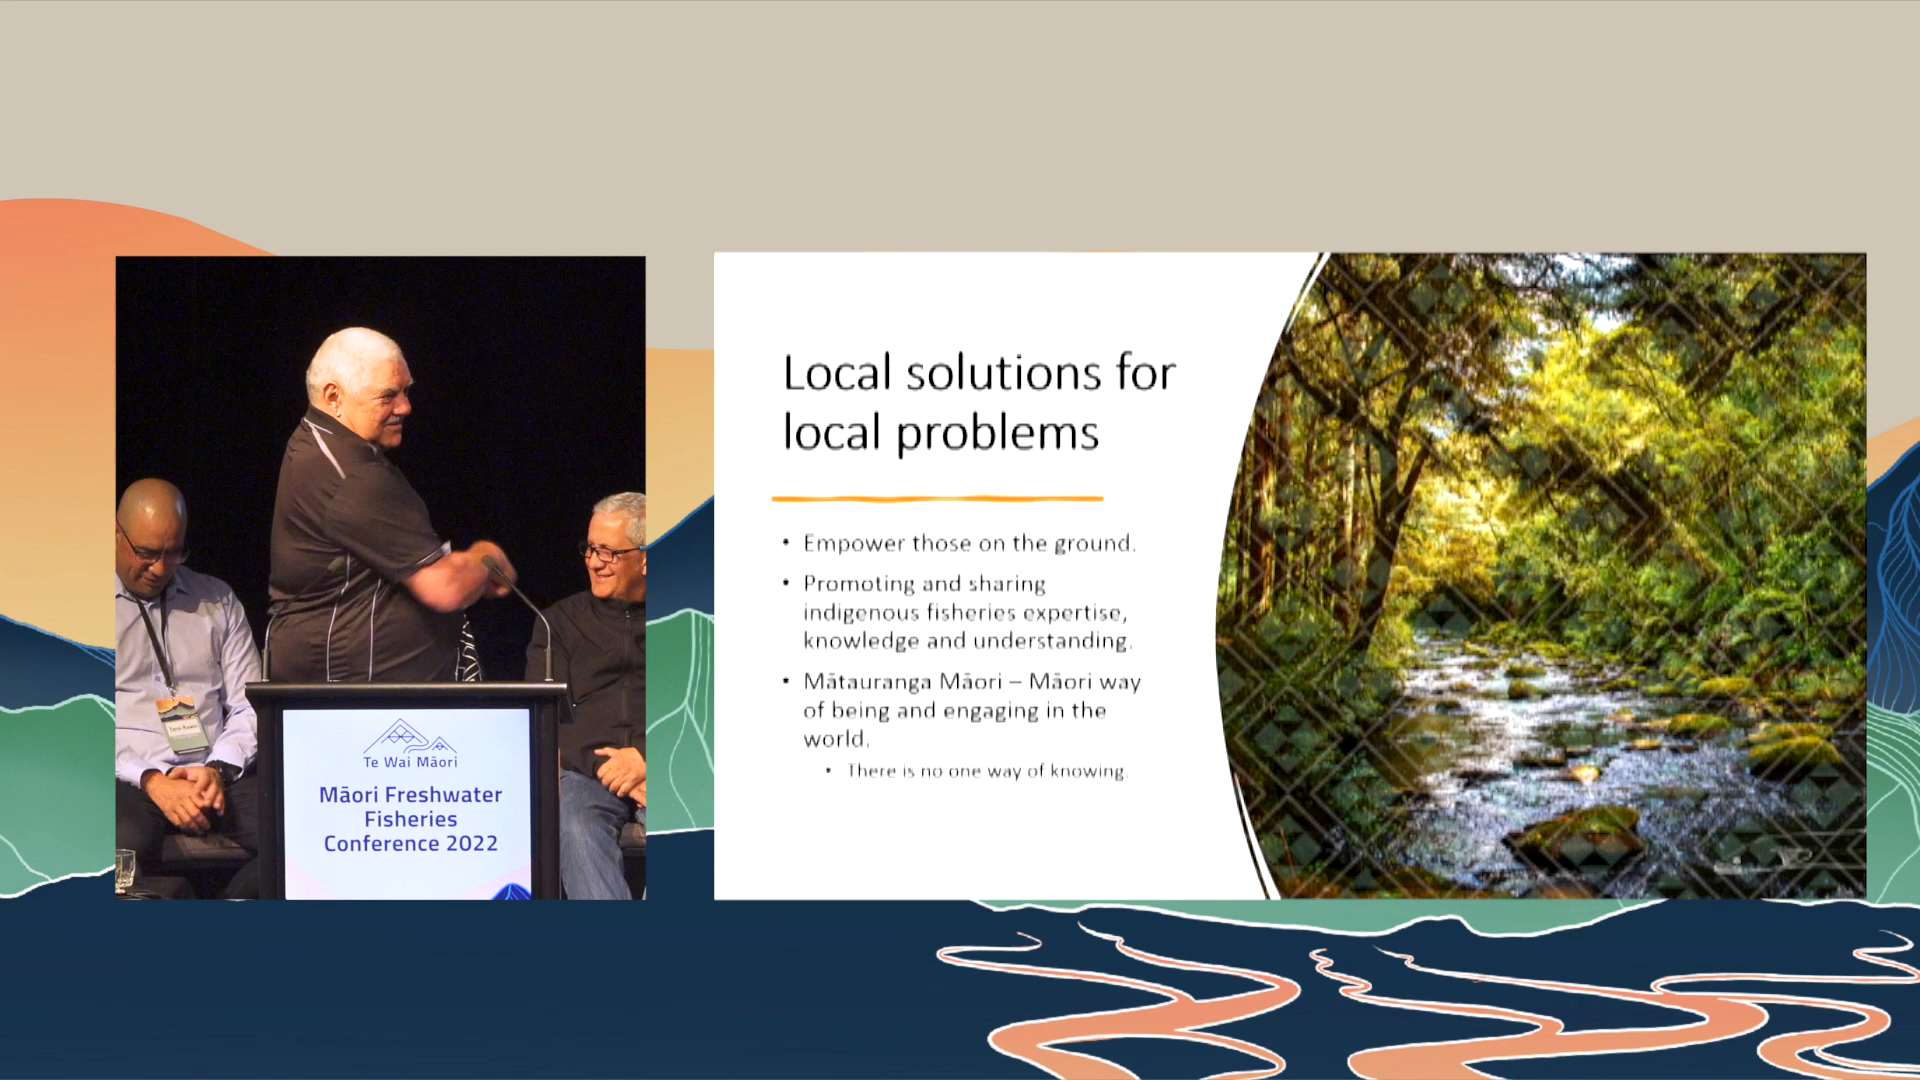 Te Wai Māori
Māori Freshwater
Fisheries
Conference 2022
Local solutions for
local problems
• Empower those on the ground.
• Promoting and sharing
indigenous fisheries expertise,
knowledge and understanding.
• Mātauranga Māori – Māori way
of being and engaging in the
world.
• There is no one way of knowing.